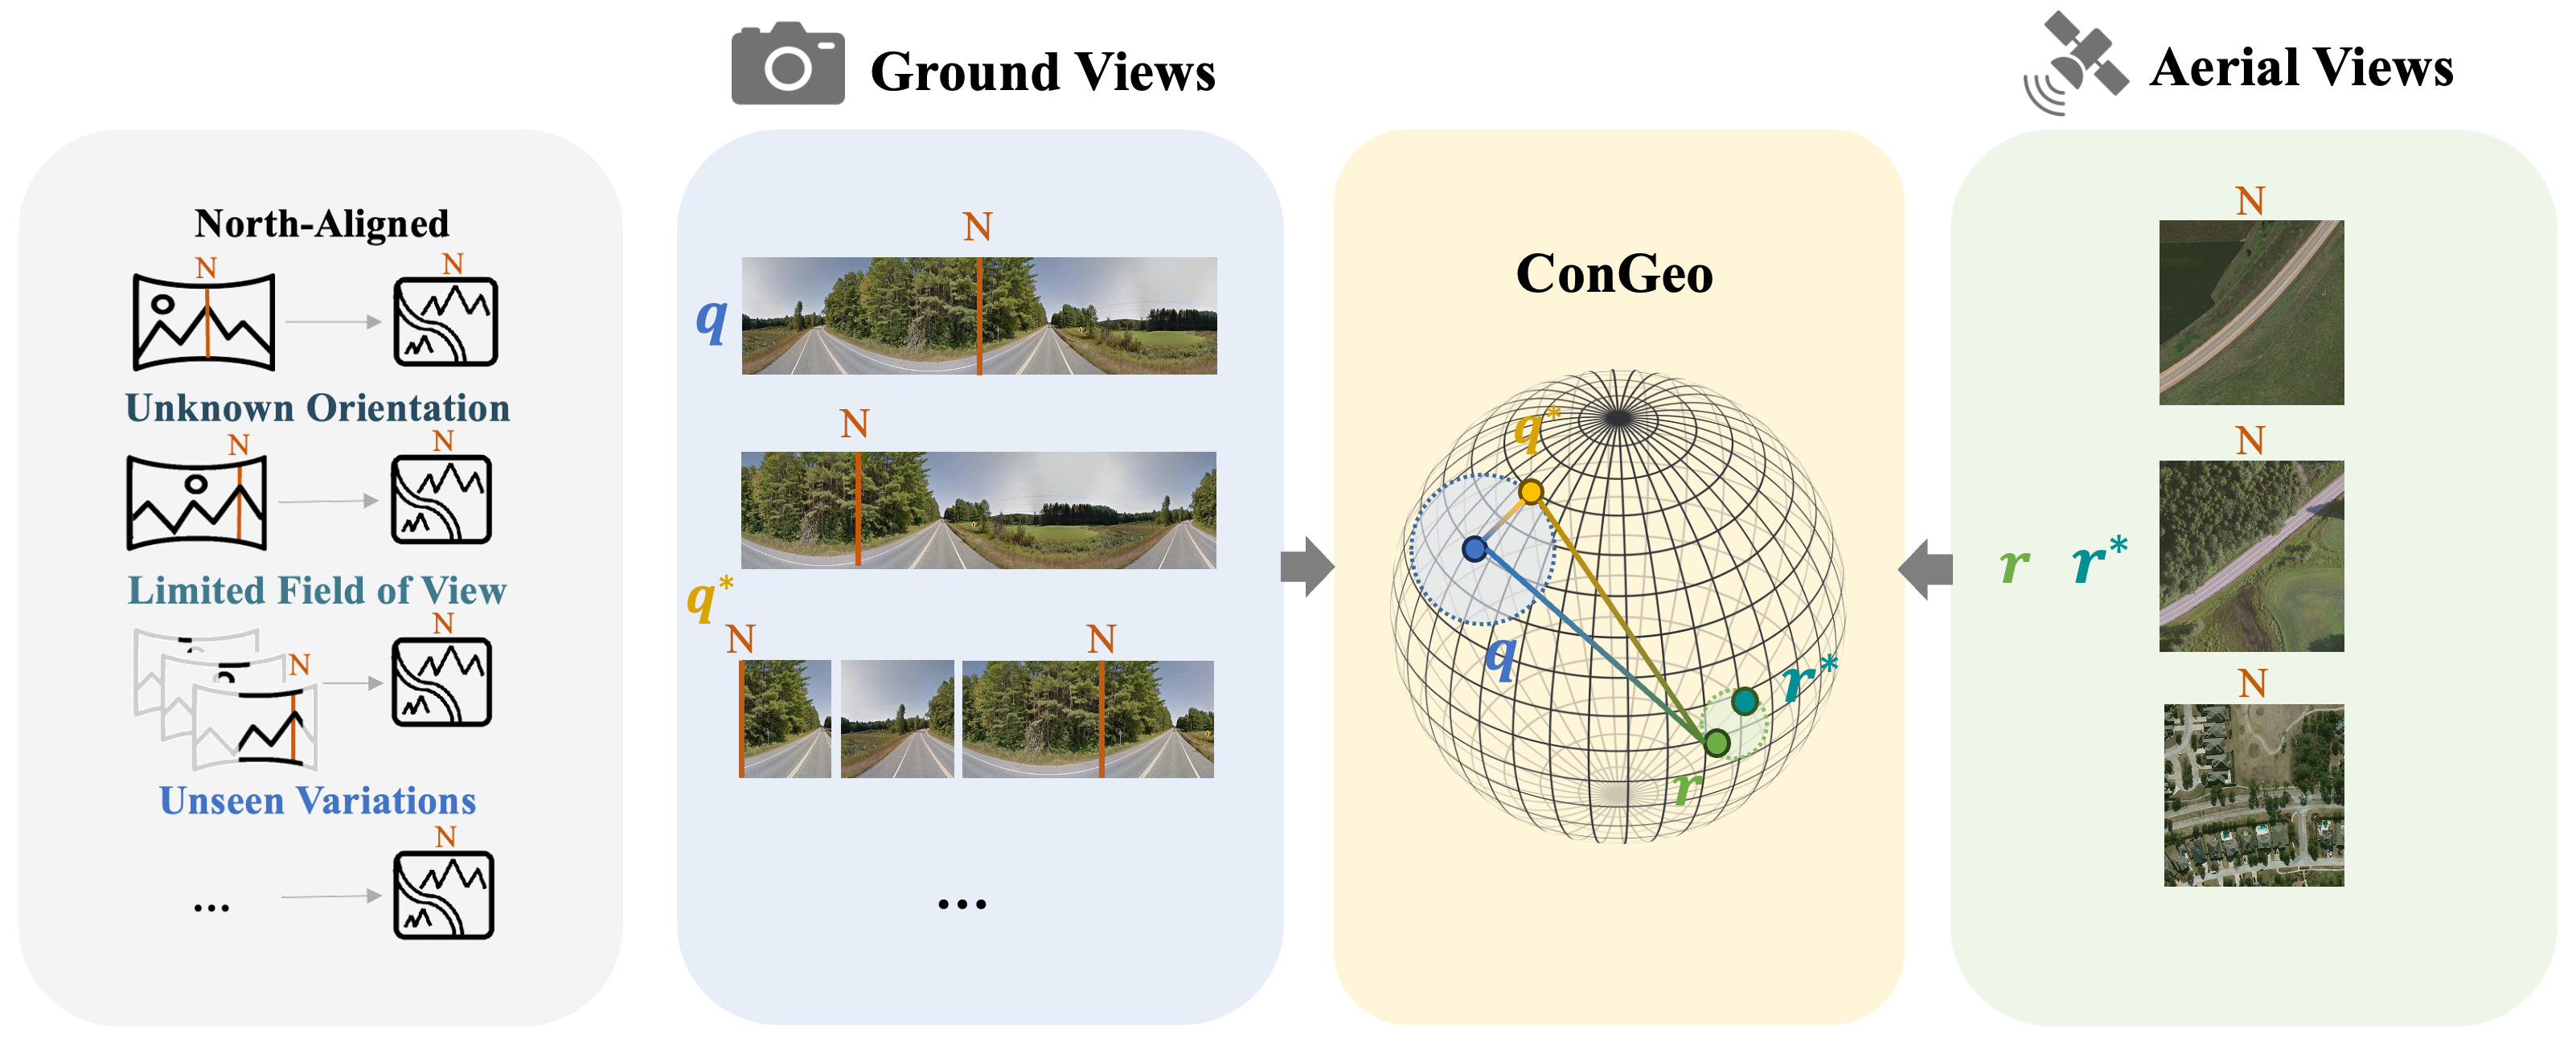 Ground Views
Aerial Views
North-Aligned
N
N
Unknown Orientation
N
N
Limited Field of View
N
N
Unseen Variations
N
...
N
q
N
q*
N
N
...
ConGeo
q*
q
r*
r
N
N
r r*
N